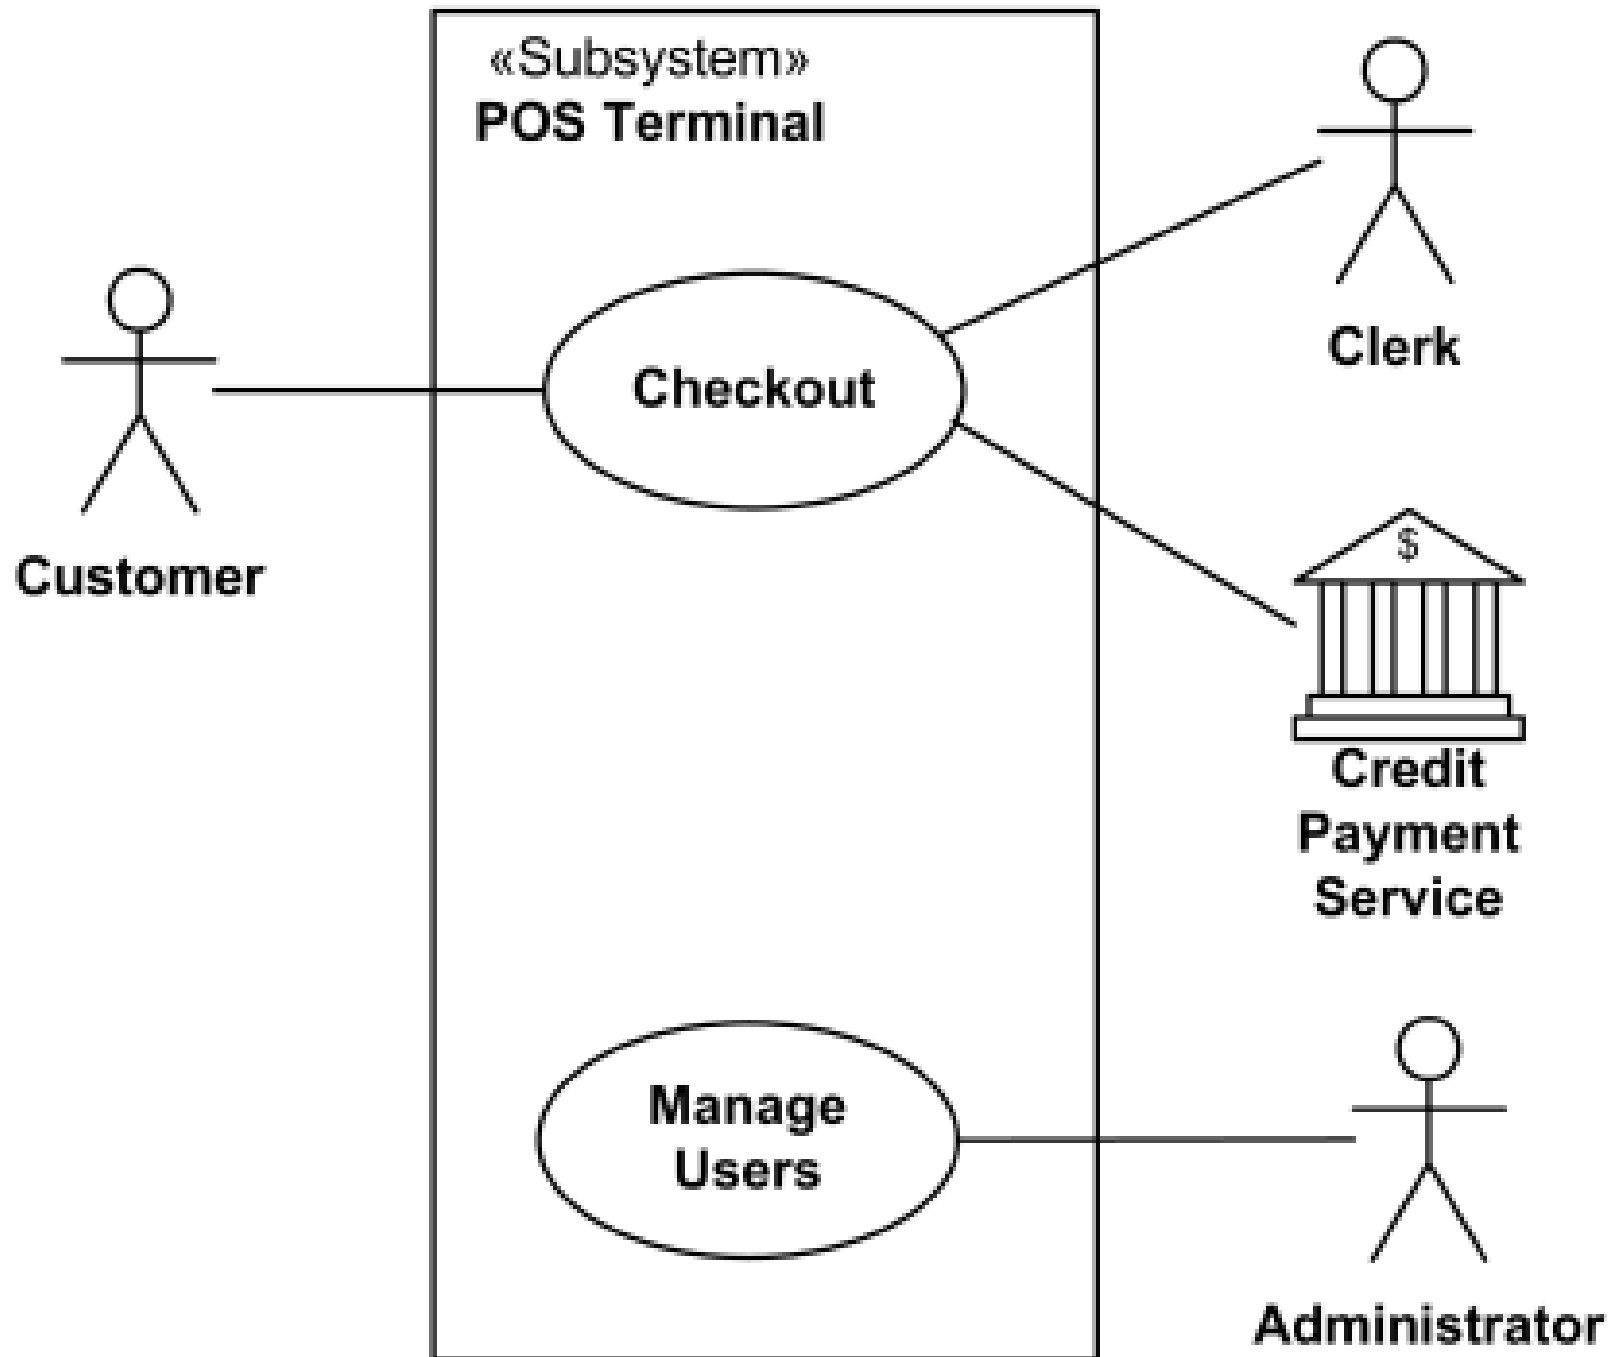 «Subsystem»
POS Terminal
Clerk
Checkout
Customer
$
Credit
Payment
Service
Manage
Users
Administrator